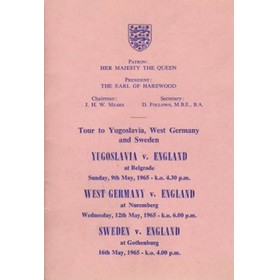 PATRON:
HER MAJESTY THE QUEEN
PRESIDENT:
THE EARL OF HAREWOOD
Chairman: Secretary:
J. H. W. MEARS D. FOLLOWS, M.B.E., B.A.
Tour to Yugoslavia, West Germany
and Sweden
YUGOSLAVIA v. ENGLAND
at Belgrade
Sunday, 9th May, 1965 - k.o. 4.30 p.m.
WEST GERMANY v. ENGLAND
at Nuremberg
Wednesday, 12th May, 1965 - k.o. 6.00 p.m.
SWEDEN v. ENGLAND
at Gothenburg
16th May, 1965 - k.o. 4.00 p.m.